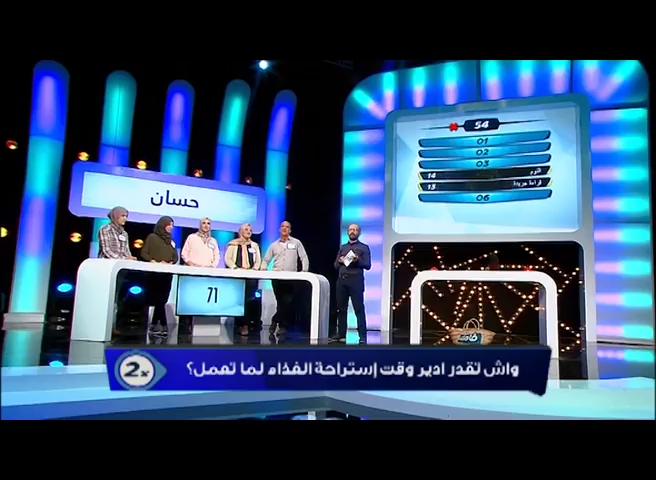 54
01
02
03
النوم 14
قراءة جريدة 13
06
حسان
71
واش تقدر ادير وقت إستراحة الغذاء لما تعمل؟
2x